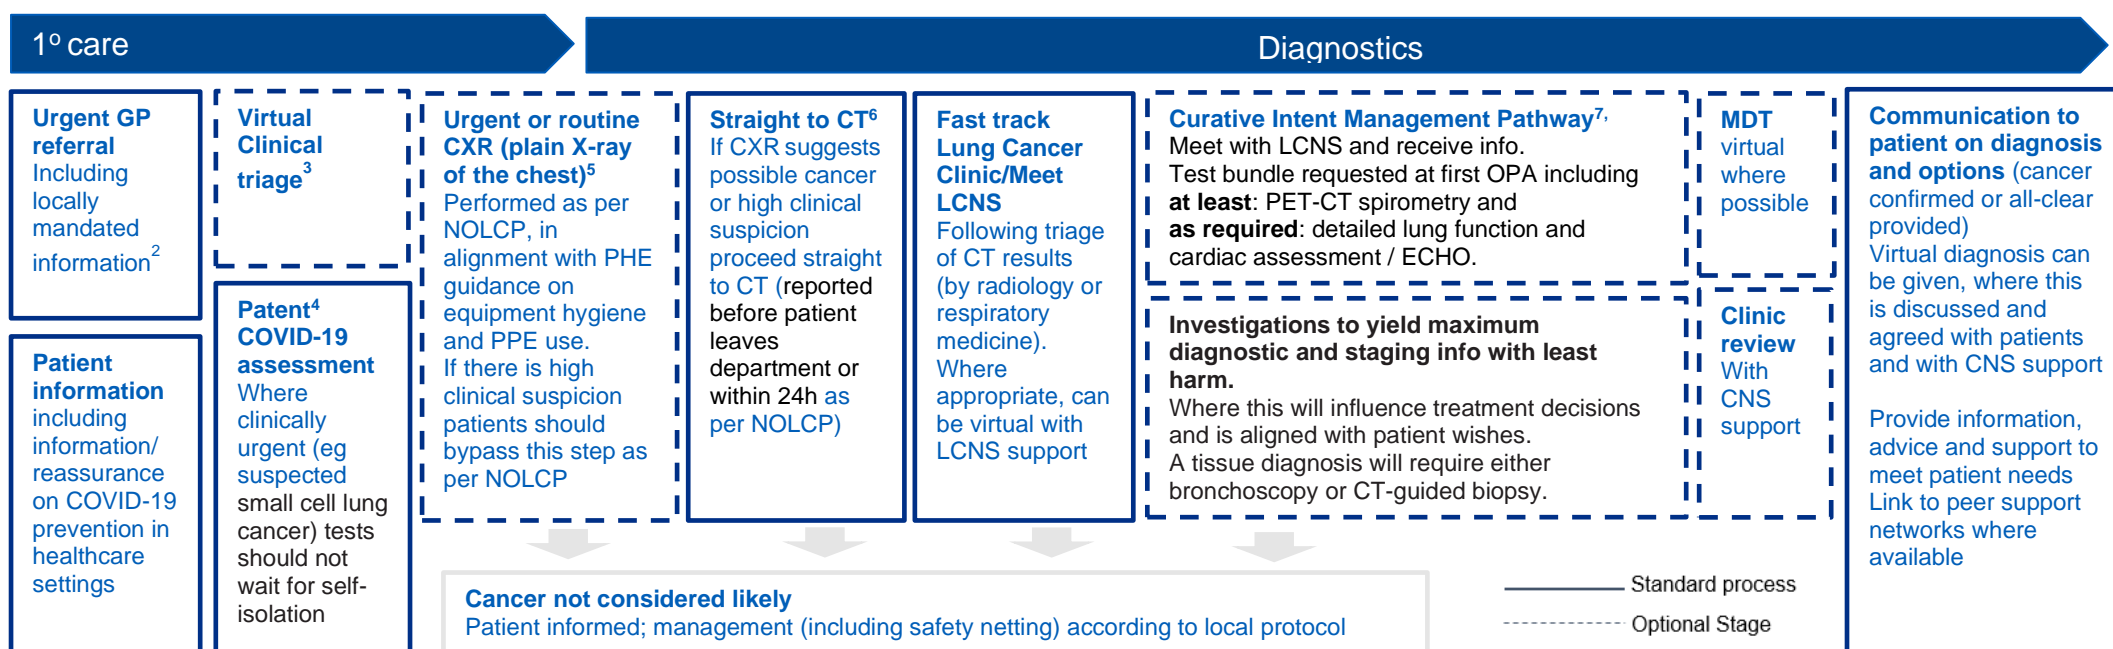 1º care
Diagnostics
Urgent GP
referral
Including
locally
mandated
information2
Patient
information
including
information/
reassurance
on COVID-19
prevention in
healthcare
settings
Virtual
Clinical
triage3
Patent4
COVID-19
assessment
Where
clinically
urgent (eg
suspected
small cell lung
cancer) tests
should not
wait for self-
isolation
Urgent or routine
CXR (plain X-ray
of the chest)5
Performed as per
NOLCP, in
alignment with PHE
guidance on
equipment hygiene
and PPE use.
If there is high
clinical suspicion
patients should
bypass this step as
per NOLCP
Straight to CT6
If CXR suggests
possible cancer
or high clinical
suspicion
proceed straight
to CT (reported
before patient
leaves
department or
within 24h as
per NOLCP)
Fast track
Lung Cancer
Clinic/Meet
LCNS
Following triage
of CT results
(by radiology or
respiratory
medicine).
Where
appropriate, can
be virtual with
LCNS support
Curative Intent Management Pathway7,
Meet with LCNS and receive info.
Test bundle requested at first OPA including
at least: PET-CT spirometry and
as required: detailed lung function and
cardiac assessment / ECHO.
Investigations to yield maximum
diagnostic and staging info with least
harm.
Where this will influence treatment decisions
and is aligned with patient wishes.
A tissue diagnosis will require either
bronchoscopy or CT-guided biopsy.
MDT
virtual
where
possible
Clinic
review
With
CNS
support
Communication to
patient on diagnosis
and options (cancer
confirmed or all-clear
provided)
Virtual diagnosis can
be given, where this
is discussed and
agreed with patients
and with CNS support
Provide information,
advice and support to
meet patient needs
Link to peer support
networks where
available
Cancer not considered likely
Patient informed; management (including safety netting) according to local protocol
Standard process
Optional Stage